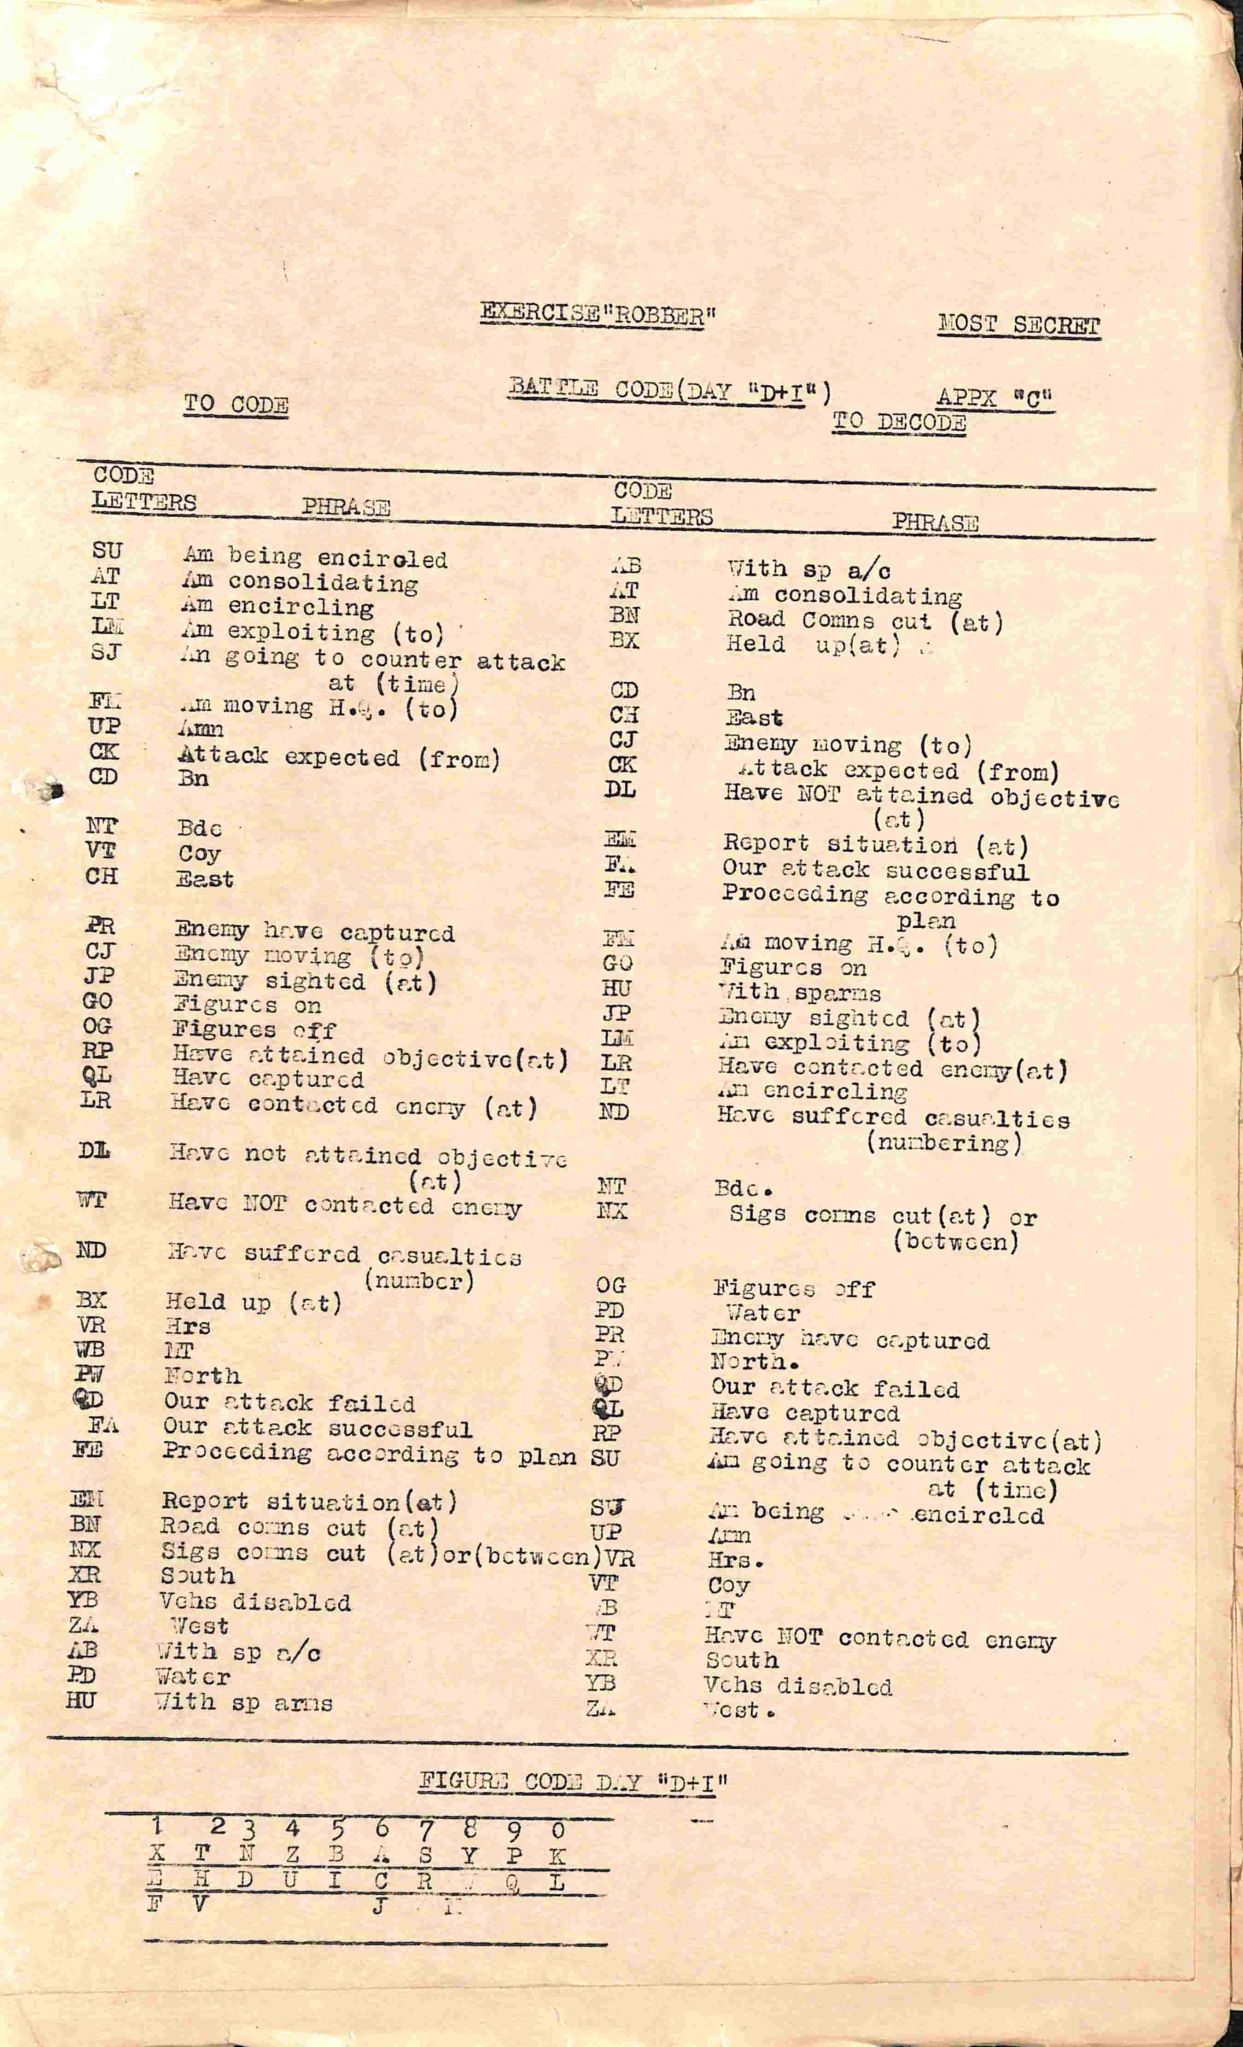 EXERCISE"ROBBER"
MOST SECRET
BATTLE CODE(DAY "D+I")
APPX "C"
TO CODE
TO DECODE
CODE
LETTERS PHRASE
SU Am being enciroled
AT Am consolidating
LT Am encircling
LM Am exploiting (to)
SJ An going to counter attack
at (time)
FM Am moving H.Q. (to)
UP Amn
CK Attack expected (from)
CD Bn
NT Bde
VT Coy
CH East
PR Enemy have captured
CJ Enemy moving (to)
JP Enemy sighted (at)
GO Figures on
OG Figures off
RP Have attained objective(at)
QL Have captured
LR Have contacted enemy (at)
DL Have not attained objective
(at)
WT Have NOT contacted enemy
ND Have suffered casualties
(number)
BX Held up (at)
VR Hrs
WB MT
PW North
QD Our attack failed
FA Our attack successful
FE Proceeding according to plan
EM Report situation(at)
BN Road comns cut (at)
NX Sigs comns cut (at)or(between)
XR South
YB Vehs disabled
ZA West
AB With sp a/c
PD Water
HU With sp arms
CODE
LETTERS PHRASE
AB With sp a/c
AT Am consolidating
BN Road Comns cut (at)
BX Held up(at)
CD Bn
CH East
CJ Enemy moving (to)
CK Attack expected (from)
DL Have NOT attained objective
(at)
EM Report situation (at)
FA Our attack successful
FE Proceeding according to
plan
FM Am moving H.Q. (to)
GO Figures on
HU With sparms
JP Enemy sighted (at)
LM Am exploiting (to)
LR Have contacted enemy(at)
LT Am encircling
ND Have suffered casualties
(numbering)
NT Bde.
NX Sigs comns cut(at) or
(between)
OG Figures off
PD Water
PR Enemy have captured
PW North.
QD Our attack failed
QL Have captured
RP Have attained objective(at)
SU Am going to counter attack
at (time)
SJ Am being encircled
UP Amn
VR Hrs.
VT Coy
WB MT
WT Have NOT contacted enemy
XR South
YB Vehs disabled
ZA West.
FIGURE CODE DAY "D+I"
1 2 3 4 5 6 7 8 9 0
X T N Z B A S Y P K
E H D U I C R W Q L
F V J